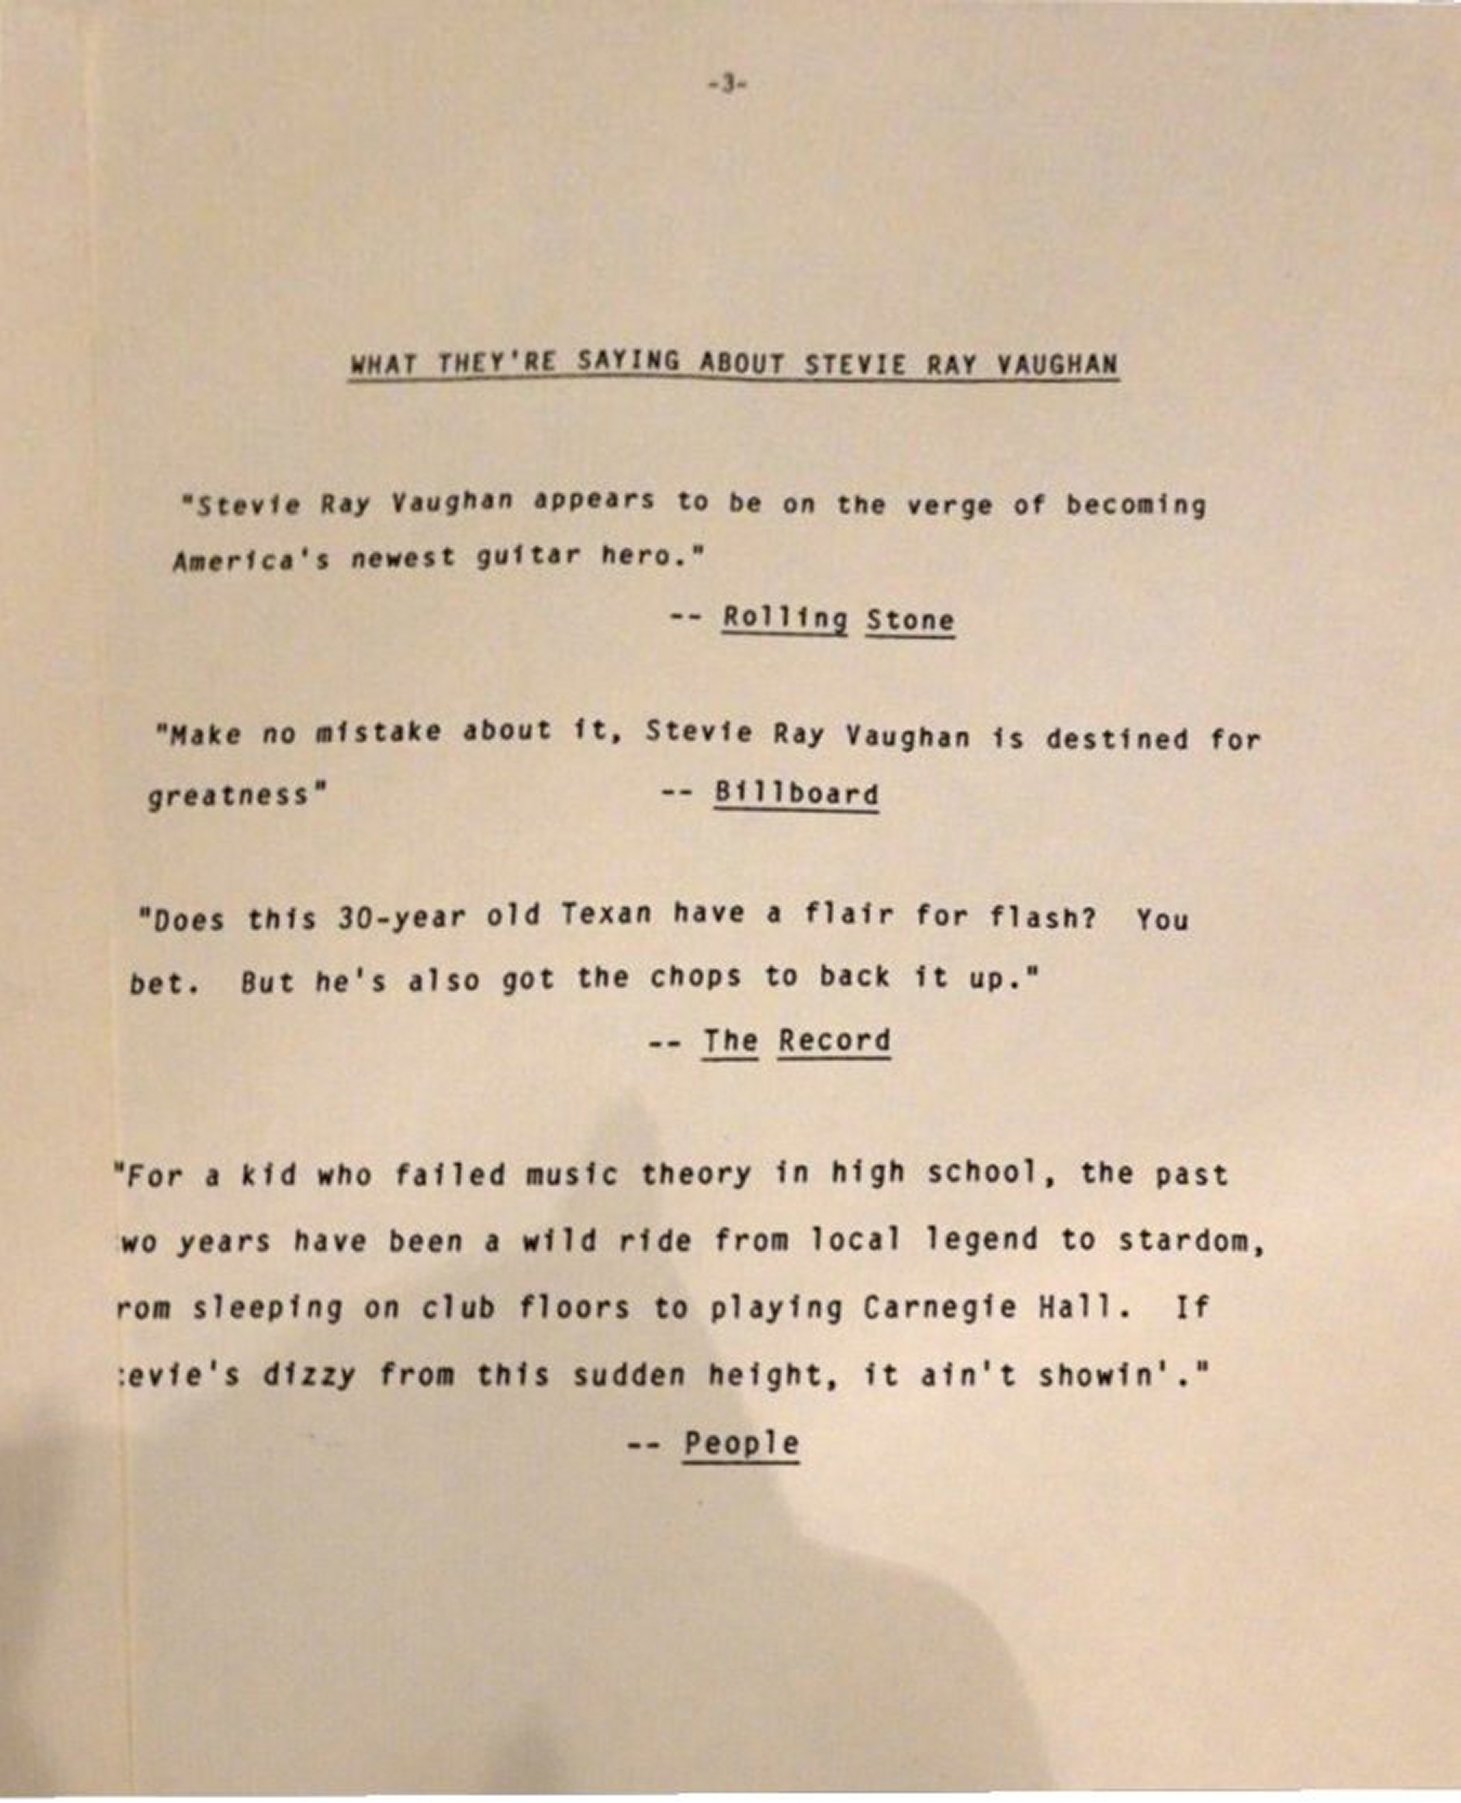 -3-
WHAT THEY'RE SAYING ABOUT STEVIE RAY VAUGHAN
"Stevie Ray Vaughan appears to be on the verge of becoming
America's newest guitar hero."
-- Rolling Stone
"Make no mistake about it, Stevie Ray Vaughan is destined for
greatness" -- Billboard
"Does this 30-year old Texan have a flair for flash? You
bet. But he's also got the chops to back it up."
-- The Record
"For a kid who failed music theory in high school, the past
wo years have been a wild ride from local legend to stardom,
rom sleeping on club floors to playing Carnegie Hall. If
evie's dizzy from this sudden height, it ain't showin'."
-- People